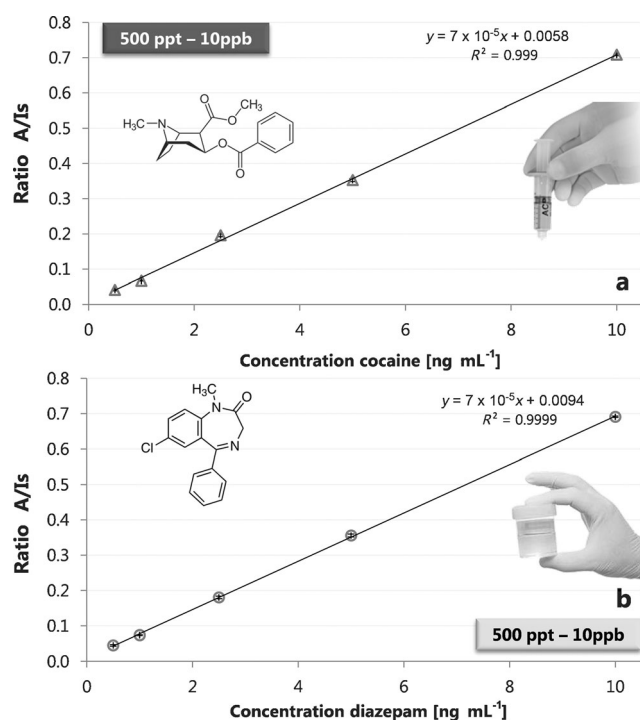 0.8
0.7
0.6
0.5
0.4
0.3
0.2
0.1
0.0
Ratio A/Is
500 ppt – 10ppb
y = 7 x 10⁻⁵x + 0.0058
R² = 0.999
H₃C
N
O
O
CH₃
O
O
ACP
a
0
2
4
6
8
10
Concentration cocaine [ng mL⁻¹]
0.8
0.7
0.6
0.5
0.4
0.3
0.2
0.1
0.0
Ratio A/Is
H₃C
N
O
Cl
N
y = 7 x 10⁻⁵x + 0.0094
R² = 0.9999
b
500 ppt – 10ppb
0
2
4
6
8
10
Concentration diazepam [ng mL⁻¹]